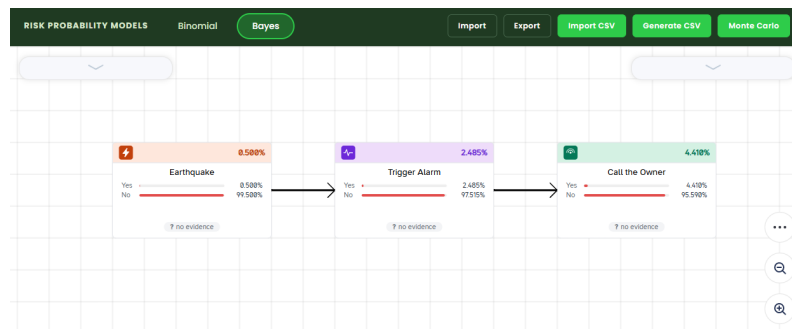 RISK PROBABILITY MODELS Binomial Bayes Import Export Import CSV Generate CSV Monte Carlo
0.500%
Earthquake
Yes 0.500%
No 99.500%
? no evidence
2.485%
Trigger Alarm
Yes 2.485%
No 97.515%
? no evidence
4.410%
Call the Owner
Yes 4.410%
No 95.590%
? no evidence